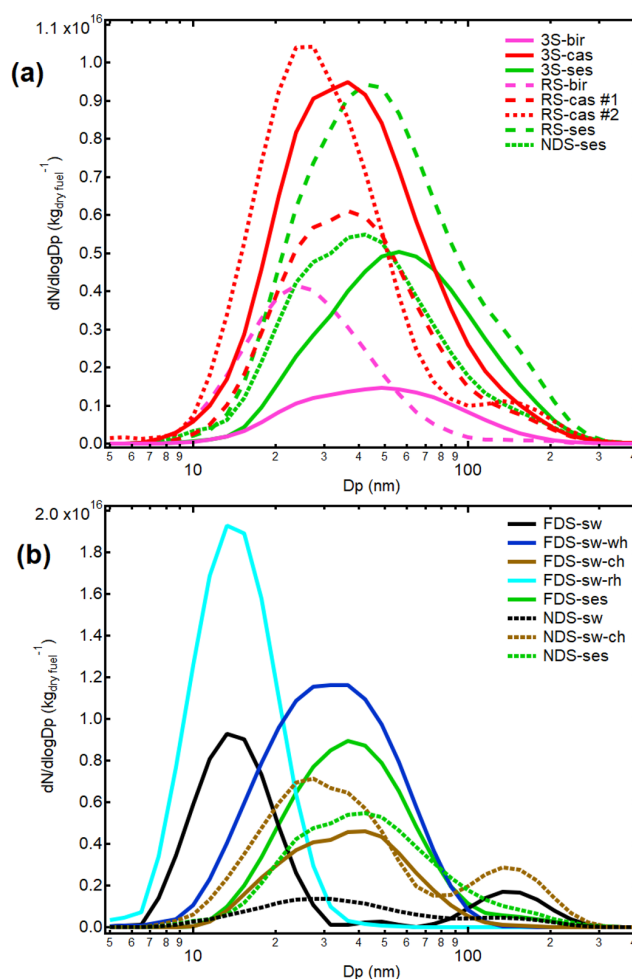 1.1 x10^16
(a)
3S-bir
3S-cas
3S-ses
RS-bir
RS-cas #1
RS-cas #2
RS-ses
NDS-ses
1.0
0.9
0.8
0.7
0.6
0.5
0.4
0.3
0.2
0.1
0.0
dN/dlogDp (kg_dry fuel^-1)
5 6 7 8 9 10 2 3 4 5 6 7 8 9 100 2 3 4
Dp (nm)
2.0 x10^16
(b)
FDS-sw
FDS-sw-wh
FDS-sw-ch
FDS-sw-rh
FDS-ses
NDS-sw
NDS-sw-ch
NDS-ses
1.8
1.6
1.4
1.2
1.0
0.8
0.6
0.4
0.2
0.0
dN/dlogDp (kg_dry fuel^-1)
5 6 7 8 9 10 2 3 4 5 6 7 8 9 100 2 3 4
Dp (nm)